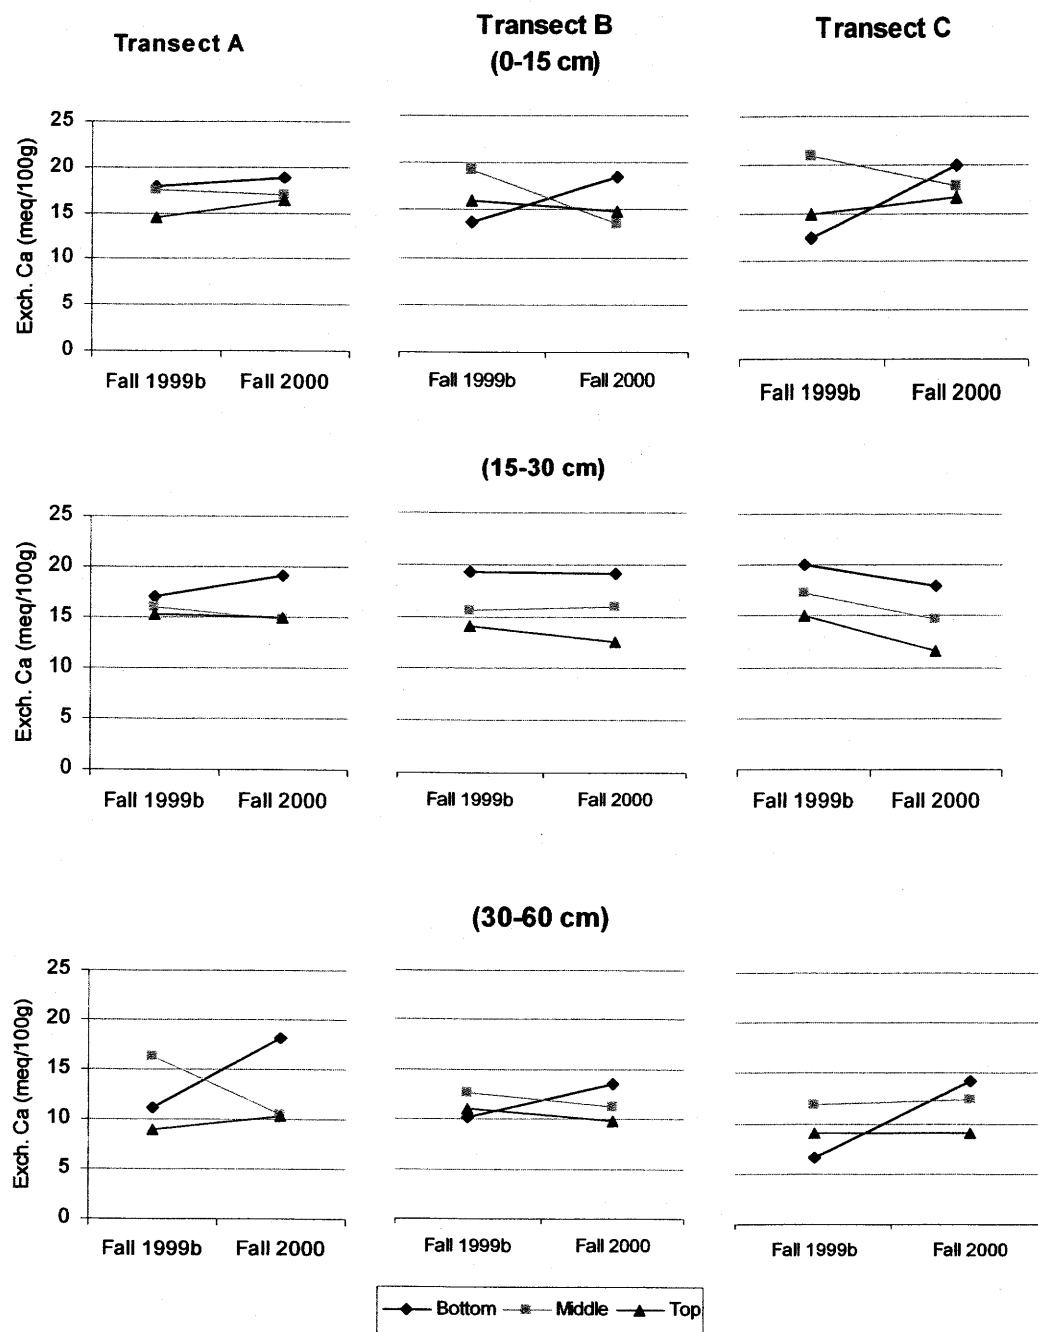 Transect A
Transect B
(0-15 cm)
Transect C
Exch. Ca (meq/100g)
25
20
15
10
5
0
Fall 1999b Fall 2000
Fall 1999b Fall 2000
Fall 1999b Fall 2000
(15-30 cm)
Exch. Ca (meq/100g)
25
20
15
10
5
0
Fall 1999b Fall 2000
Fall 1999b Fall 2000
Fall 1999b Fall 2000
(30-60 cm)
Exch. Ca (meq/100g)
25
20
15
10
5
0
Fall 1999b Fall 2000
Fall 1999b Fall 2000
Fall 1999b Fall 2000
Bottom Middle Top